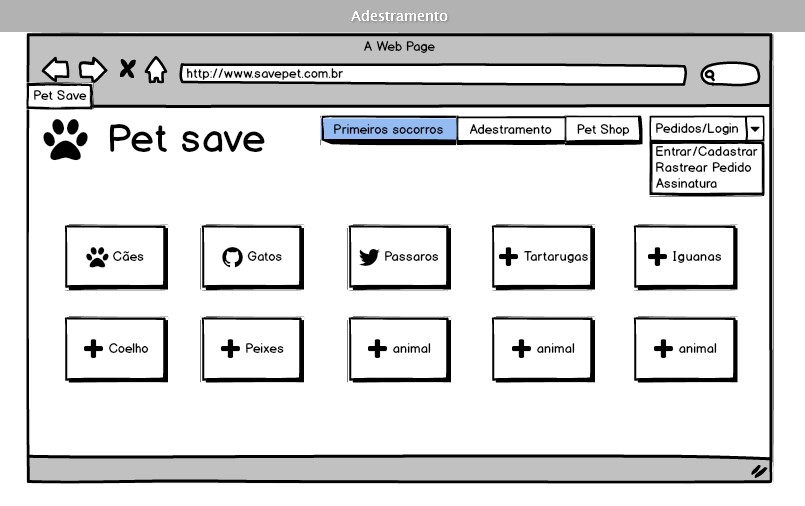 Adestramento
A Web Page
http://www.savepet.com.br
Pet Save
Pet save
Primeiros socorros
Adestramento
Pet Shop
Pedidos/Login
Entrar/Cadastrar
Rastrear Pedido
Assinatura
Cães
Gatos
Passaros
Tartarugas
Iguanas
Coelho
Peixes
animal
animal
animal